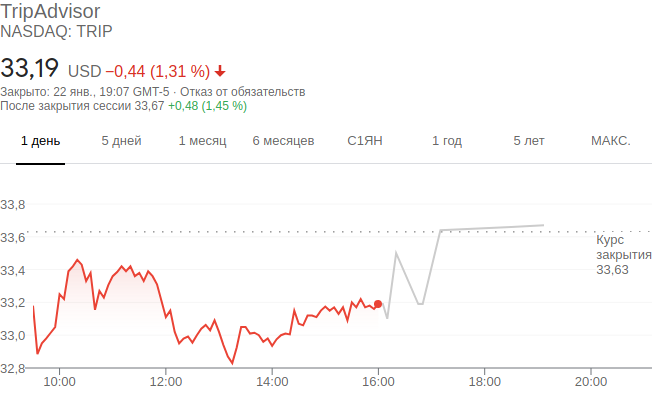 TripAdvisor
NASDAQ: TRIP
33,19 USD −0,44 (1,31 %)
Закрыто: 22 янв., 19:07 GMT-5 · Отказ от обязательств
После закрытия сессии 33,67 +0,48 (1,45 %)
1 день 5 дней 1 месяц 6 месяцев С1ЯН 1 год 5 лет МАКС.
33,8
33,6
33,4
33,2
33,0
32,8
Курс
закрытия
33,63
10:00 12:00 14:00 16:00 18:00 20:00